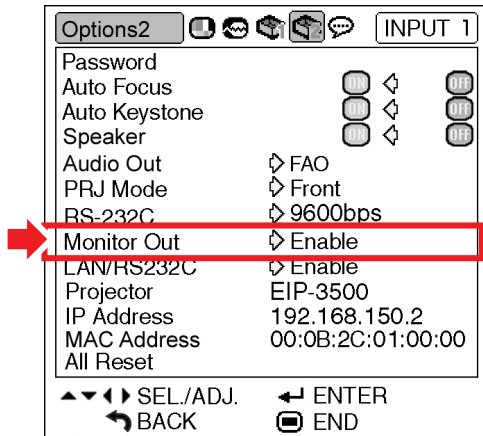 Options2 INPUT 1
Password
Auto Focus ON OFF
Auto Keystone ON OFF
Speaker ON OFF
Audio Out FAO
PRJ Mode Front
RS-232C 9600bps
Monitor Out Enable
LAN/RS232C Enable
Projector EIP-3500
IP Address 192.168.150.2
MAC Address 00:0B:2C:01:00:00
All Reset
SEL./ADJ. ENTER
BACK END